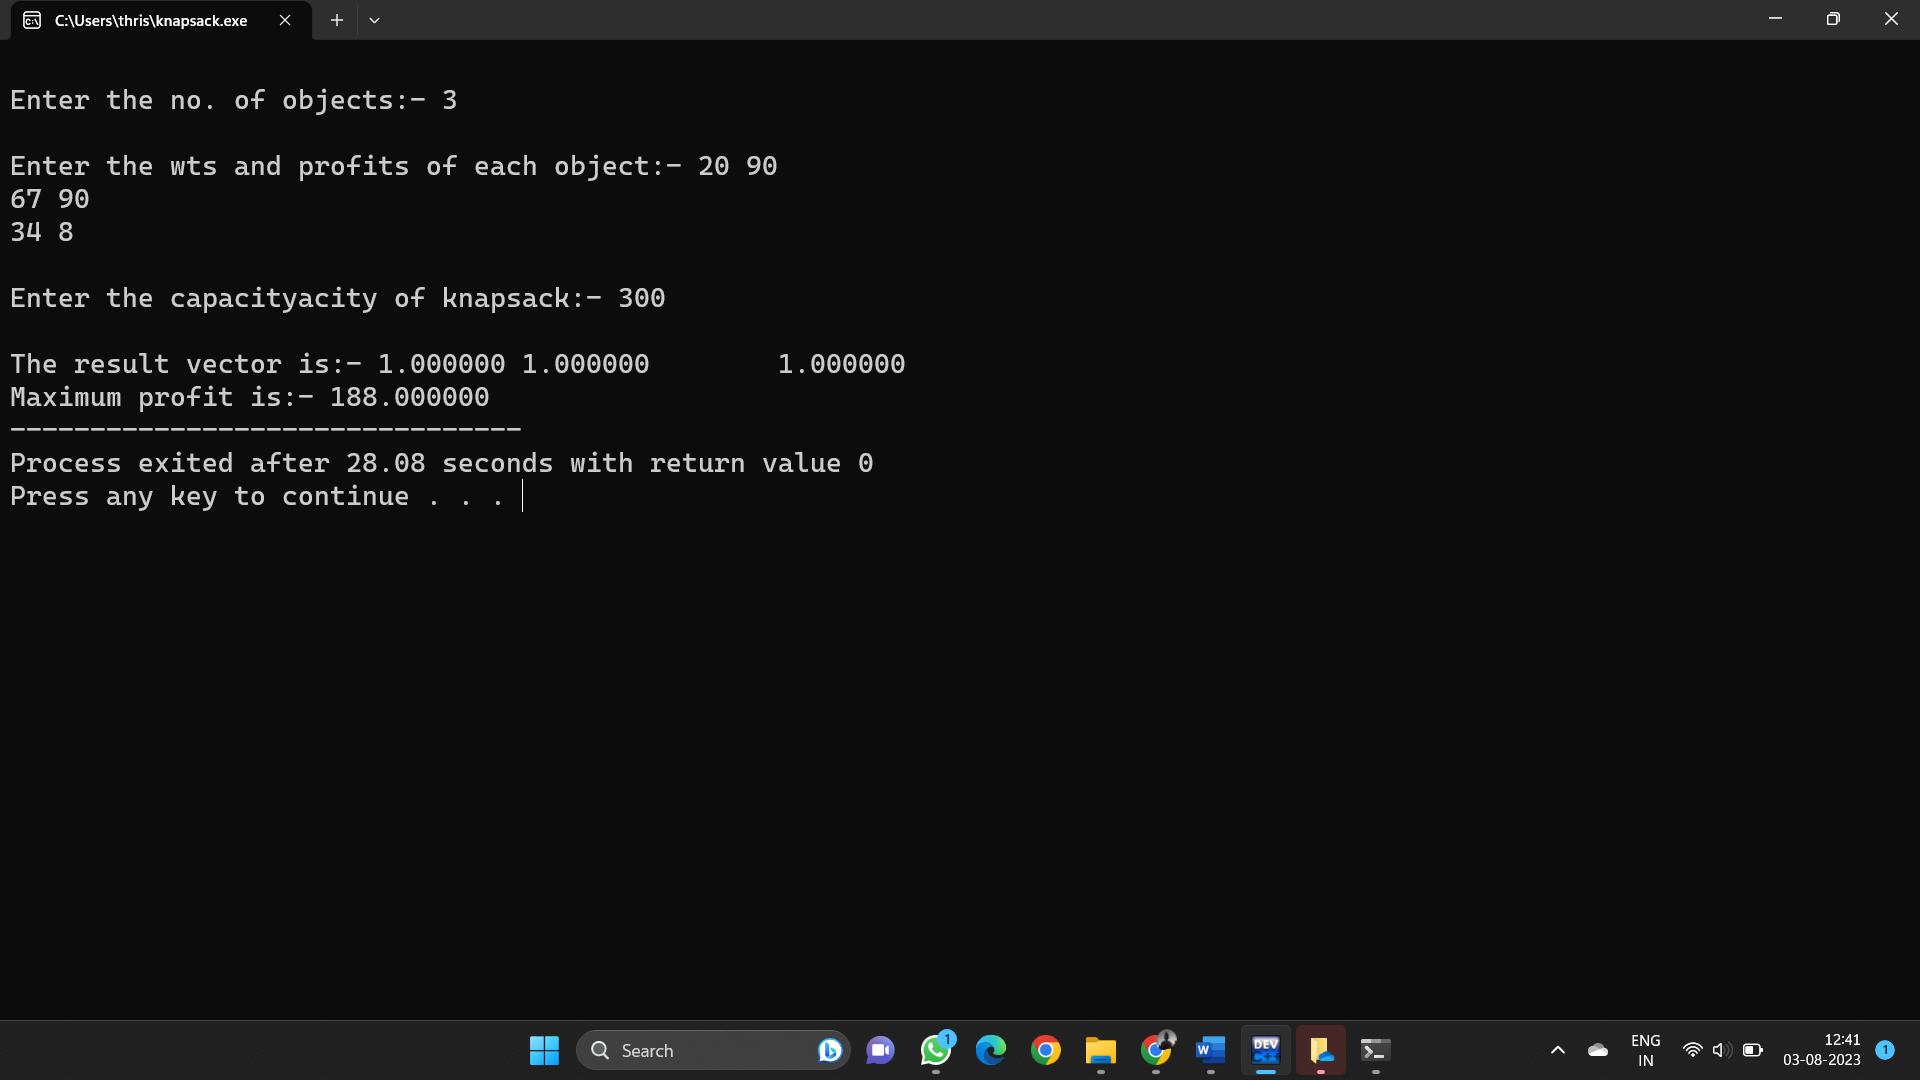 C:\Users\thris\knapsack.exe
Enter the no. of objects:- 3
Enter the wts and profits of each object:- 20 90
67 90
34 8
Enter the capacityacity of knapsack:- 300
The result vector is:- 1.000000 1.000000 1.000000
Maximum profit is:- 188.000000
--------------------------------
Process exited after 28.08 seconds with return value 0
Press any key to continue . . .
Search
1
W
DEV
C++
ENG
IN
12:41
03-08-2023
1